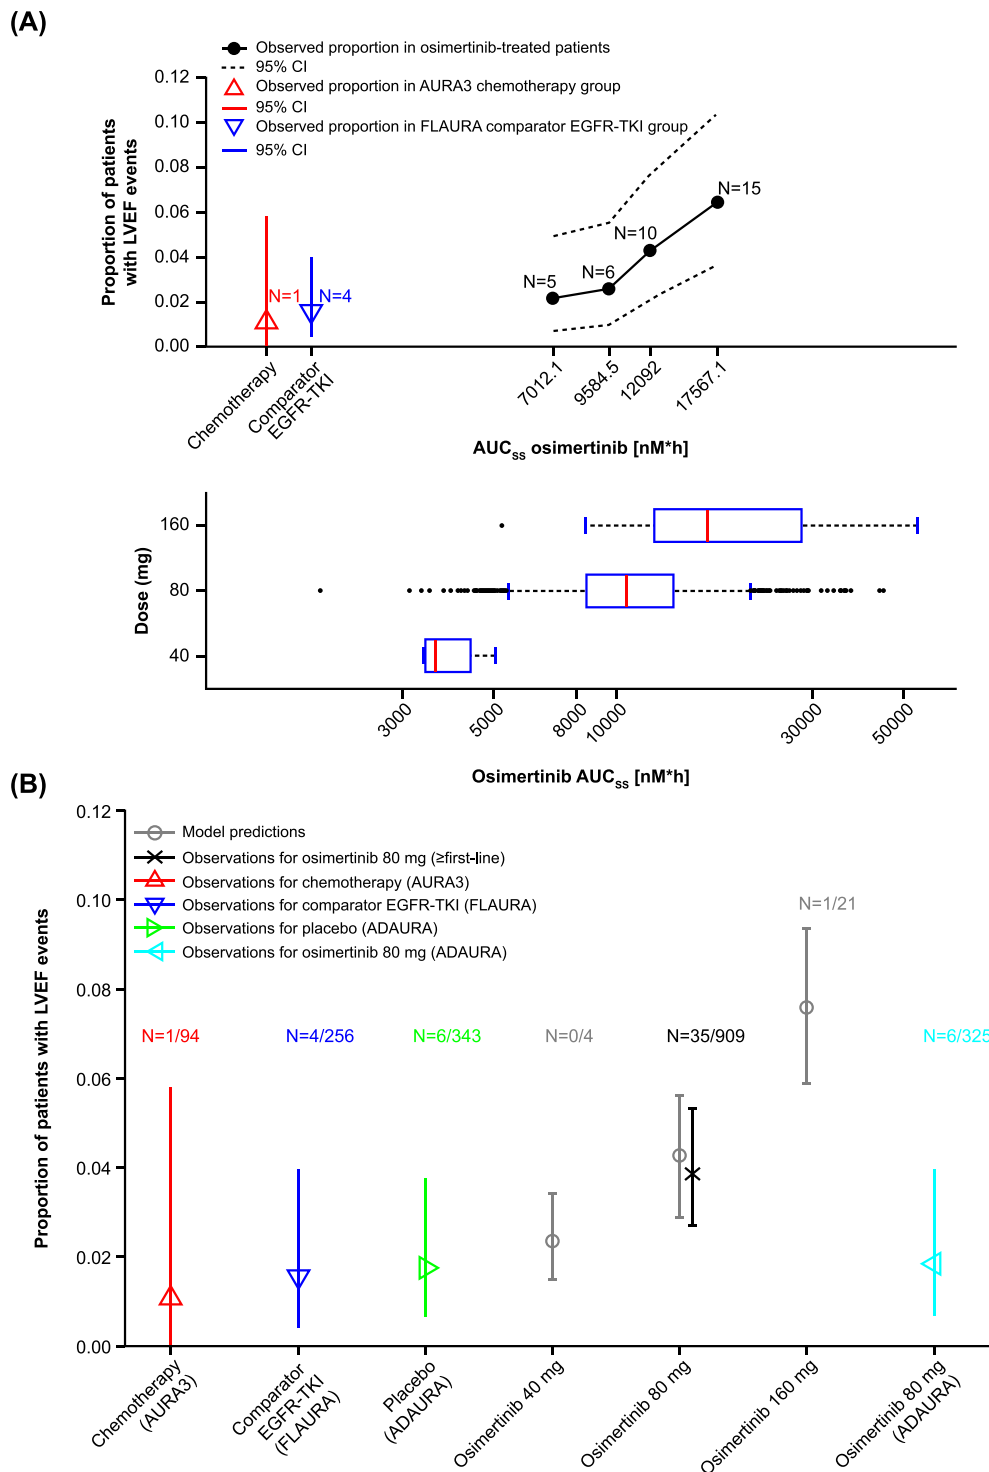 (A)
Observed proportion in osimertinib-treated patients
95% CI
Observed proportion in AURA3 chemotherapy group
95% CI
Observed proportion in FLAURA comparator EGFR-TKI group
95% CI
Proportion of patients
with LVEF events
0.12
0.10
0.08
0.06
0.04
0.02
0.00
N=1
N=4
N=5
N=6
N=10
N=15
Chemotherapy
Comparator
EGFR-TKI
7012.1
9584.5
12092
17567.1
AUCss osimertinib [nM*h]
Dose (mg)
160
80
40
3000
5000
8000
10000
30000
50000
Osimertinib AUCss [nM*h]
(B)
Proportion of patients with LVEF events
0.12
0.10
0.08
0.06
0.04
0.02
0.00
Model predictions
Observations for osimertinib 80 mg (≥first-line)
Observations for chemotherapy (AURA3)
Observations for comparator EGFR-TKI (FLAURA)
Observations for placebo (ADAURA)
Observations for osimertinib 80 mg (ADAURA)
N=1/94
N=4/256
N=6/343
N=0/4
N=35/909
N=1/21
N=6/325
Chemotherapy
(AURA3)
Comparator
EGFR-TKI
(FLAURA)
Placebo
(ADAURA)
Osimertinib 40 mg
Osimertinib 80 mg
Osimertinib 160 mg
Osimertinib 80 mg
(ADAURA)